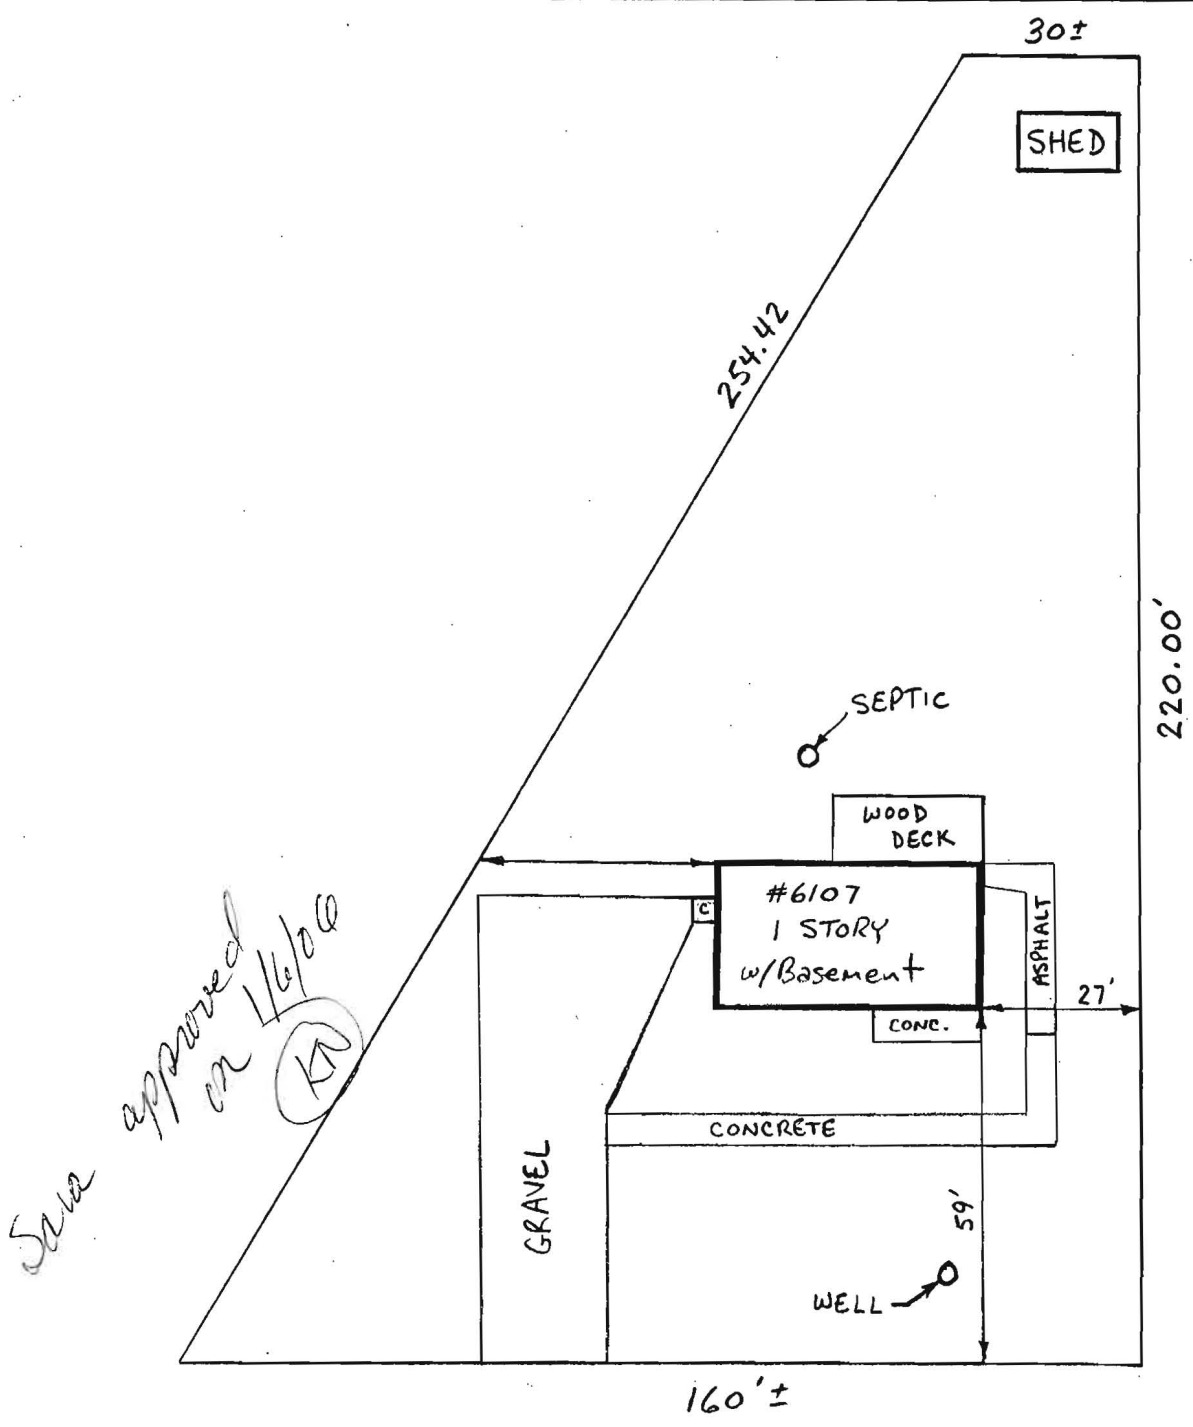 30±
SHED
254.42
220.00'
SEPTIC
WOOD
DECK
#6107
1 STORY
w/Basement
C
ASPHALT
27'
CONC.
CONCRETE
GRAVEL
59'
WELL
160'±
approved
on 1/6/06
KN